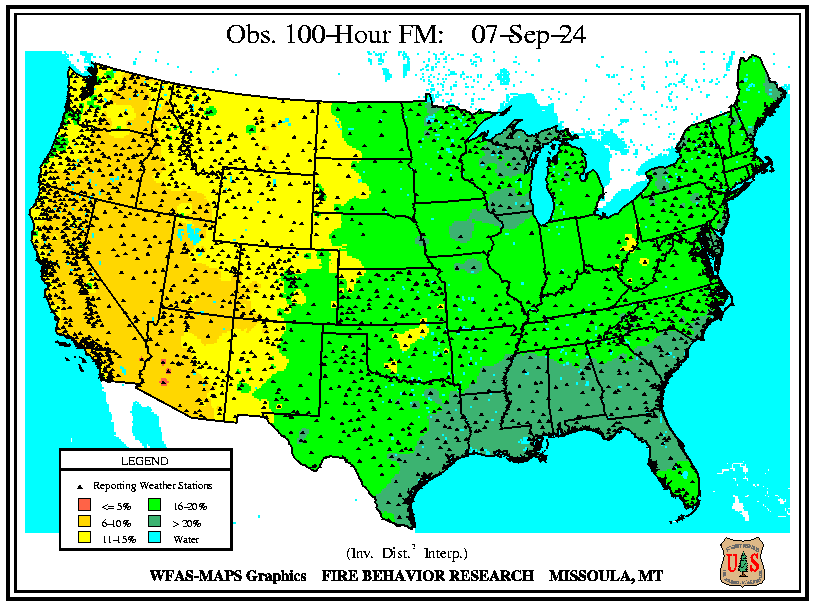 Obs. 100-Hour FM: 07-Sep-24
LEGEND
Reporting Weather Stations
<= 5%
16-20%
6-10%
> 20%
11-15%
Water
(Inv. Dist.² Interp.)
WFAS-MAPS Graphics FIRE BEHAVIOR RESEARCH MISSOULA, MT
U S